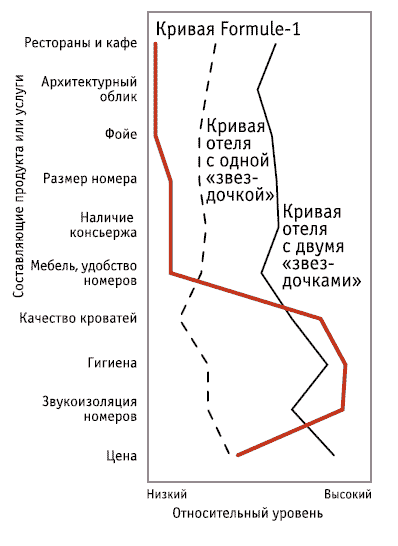 Кривая Formule-1
Составляющие продукта или услуги
Рестораны и кафе
Архитектурный
облик
Фойе
Размер номера
Наличие
консьержа
Мебель, удобство
номеров
Качество кроватей
Гигиена
Звукоизоляция
номеров
Цена
Кривая
отеля
с одной
«звез-
дочкой»
Кривая
отеля
с двумя
«звез-
дочками»
Низкий
Высокий
Относительный уровень